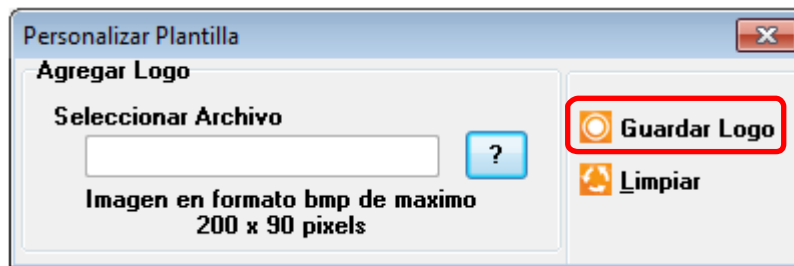 Personalizar Plantilla
Agregar Logo
Seleccionar Archivo
?
Imagen en formato bmp de maximo
200 x 90 pixels
Guardar Logo
Limpiar